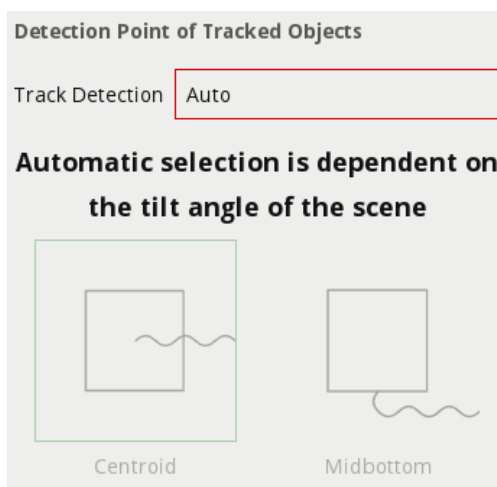 Detection Point of Tracked Objects
Track Detection Auto
Automatic selection is dependent on
the tilt angle of the scene
Centroid Midbottom